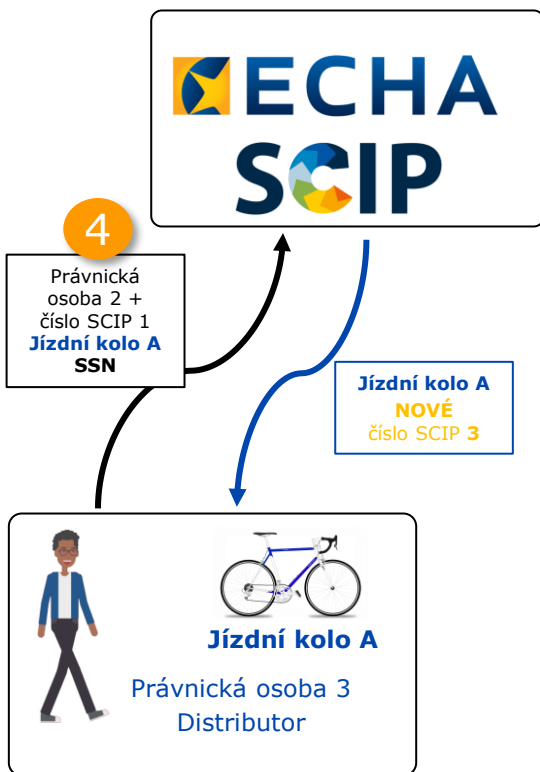 ECHA
SCIP
4
Právnická
osoba 2 +
číslo SCIP 1
Jízdní kolo A
SSN
Jízdní kolo A
NOVÉ
číslo SCIP 3
Jízdní kolo A
Právnická osoba 3
Distributor